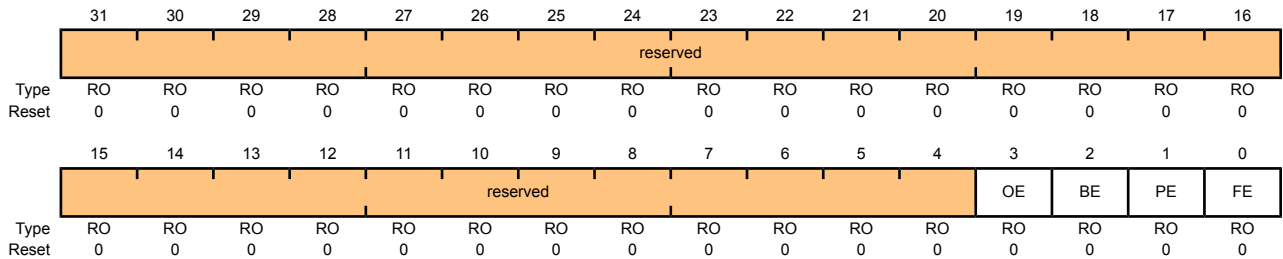 31 30 29 28 27 26 25 24 23 22 21 20 19 18 17 16
reserved
Type RO RO RO RO RO RO RO RO RO RO RO RO RO RO RO RO
Reset 0 0 0 0 0 0 0 0 0 0 0 0 0 0 0 0
15 14 13 12 11 10 9 8 7 6 5 4 3 2 1 0
reserved OE BE PE FE
Type RO RO RO RO RO RO RO RO RO RO RO RO RO RO RO RO
Reset 0 0 0 0 0 0 0 0 0 0 0 0 0 0 0 0